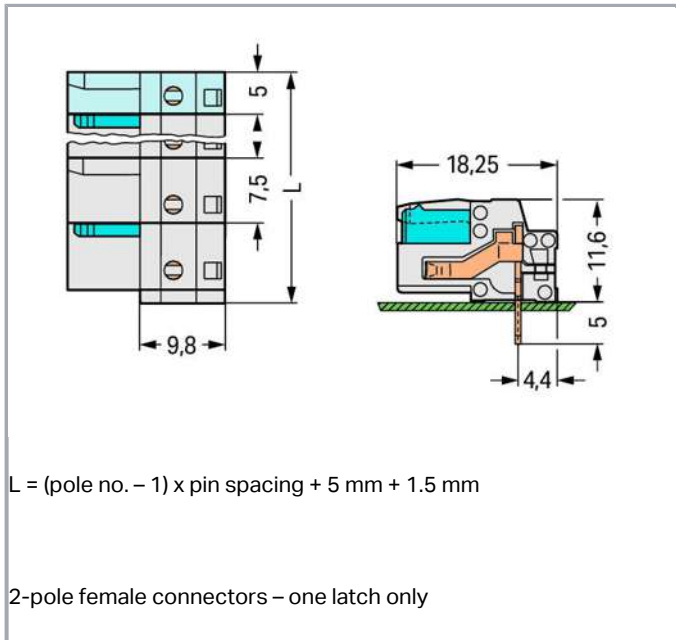 5
7,5
L
9,8
18,25
11,6
5
4,4
L = (pole no. – 1) x pin spacing + 5 mm + 1.5 mm
2-pole female connectors – one latch only